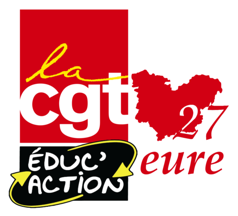 la
cgt
27
ÉDUC'
ACTION
eure